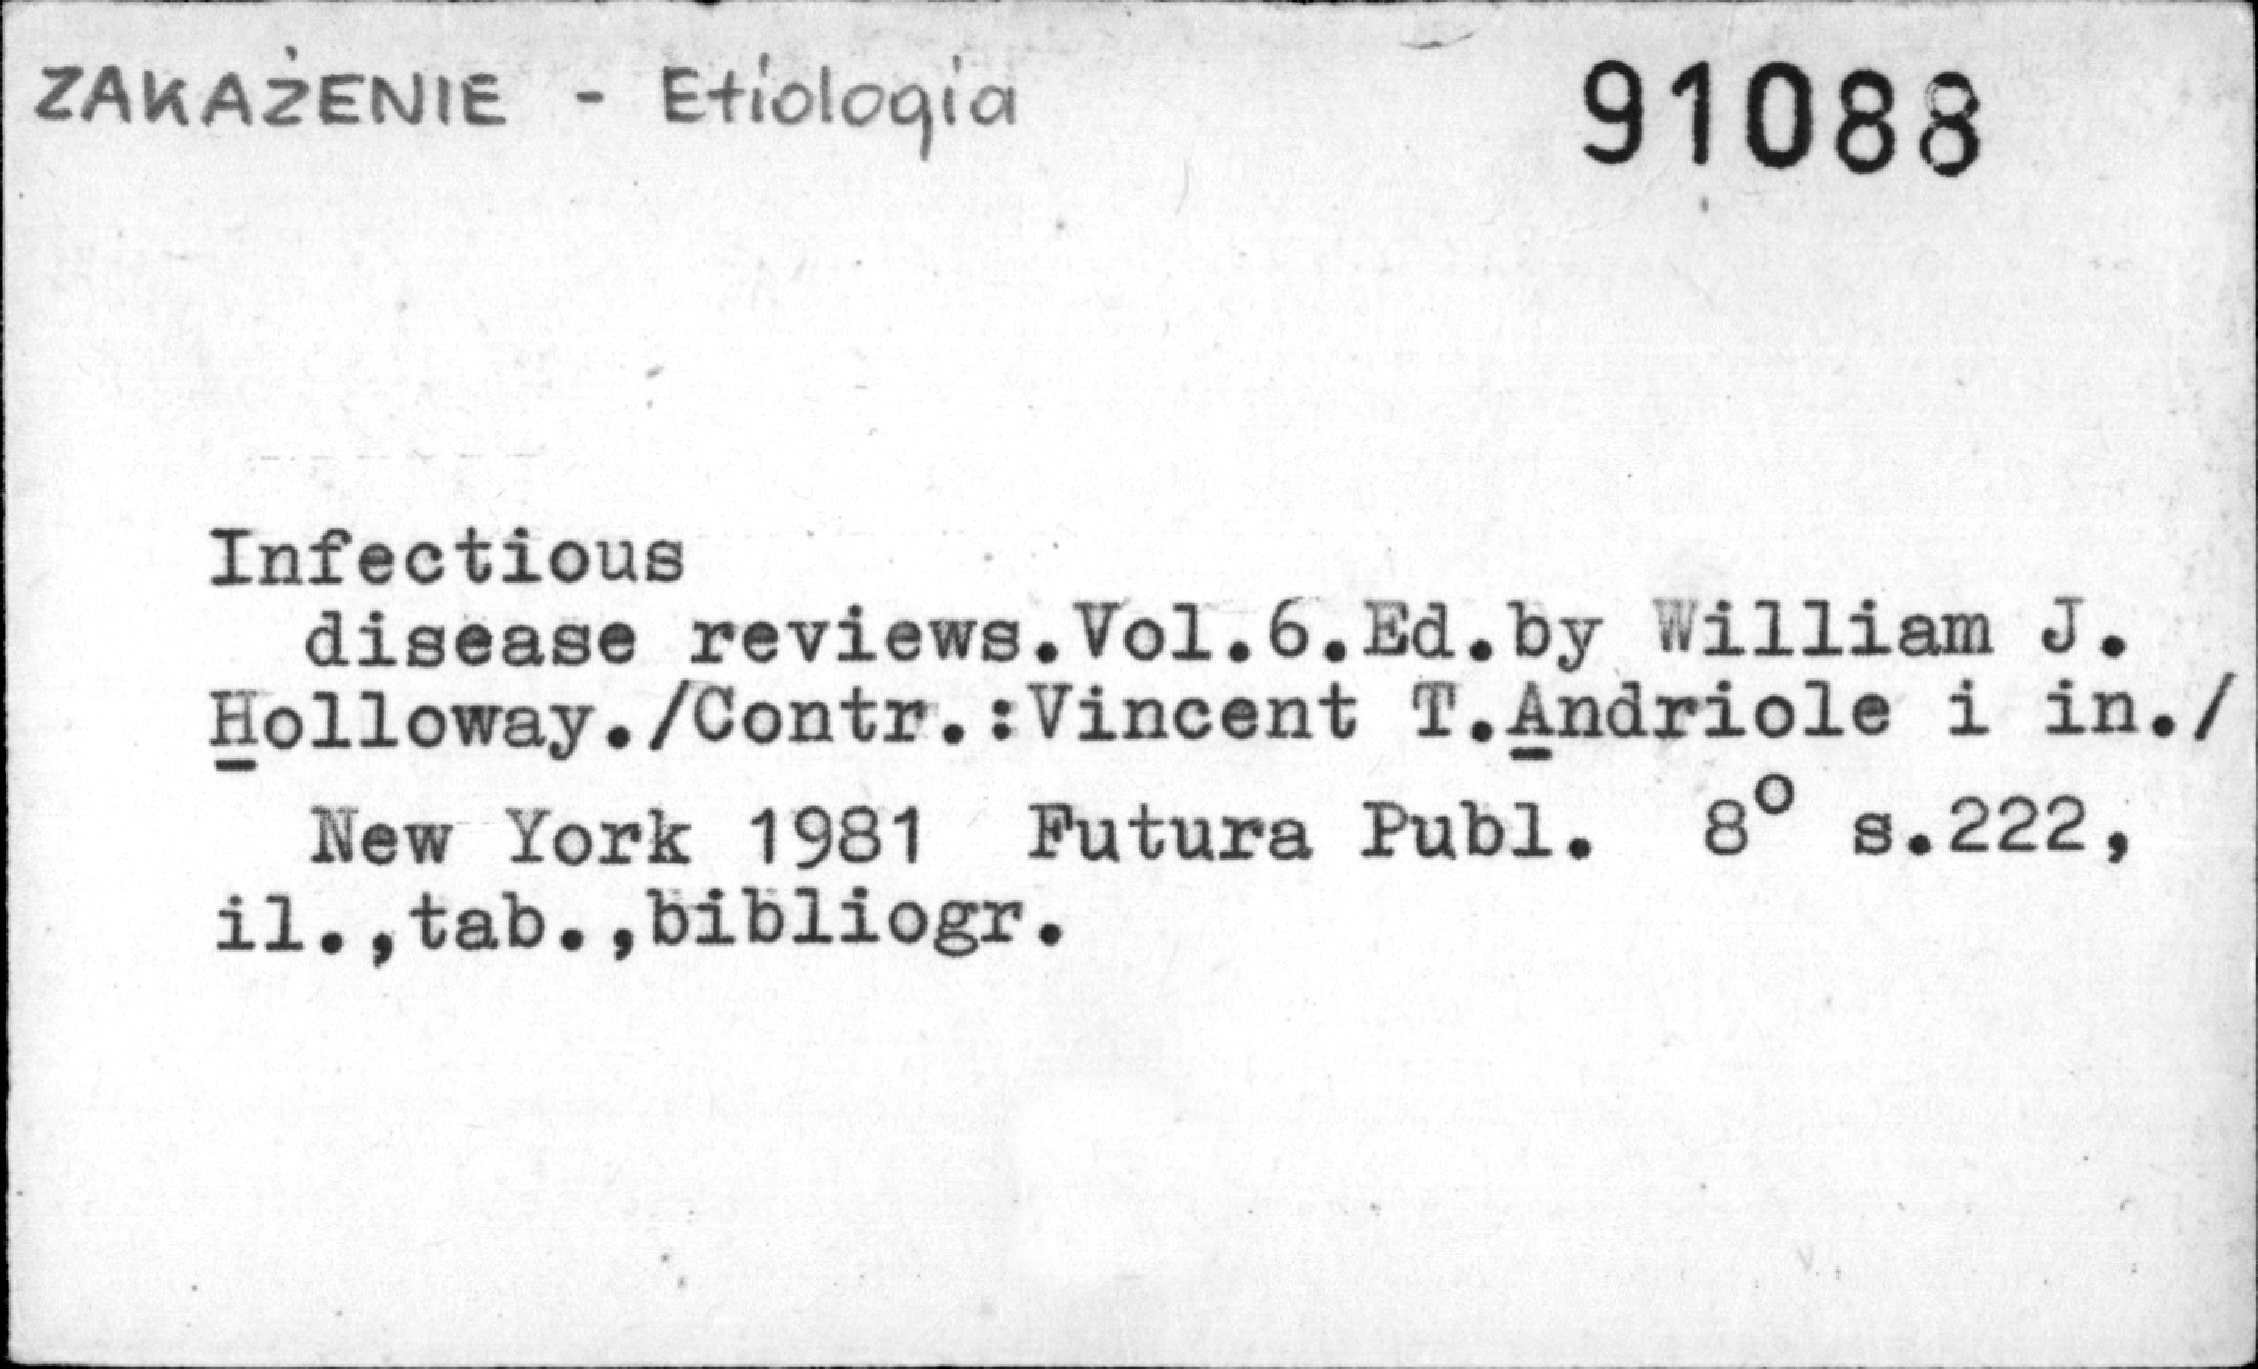 ZAKAŻENIE - Etiologia 91088
Infectious
disease reviews.Vol.6.Ed.by William J.
Holloway./Contr.:Vincent T.Andriole i in./
New York 1981 Futura Publ. 8° s.222,
il.,tab.,bibliogr.